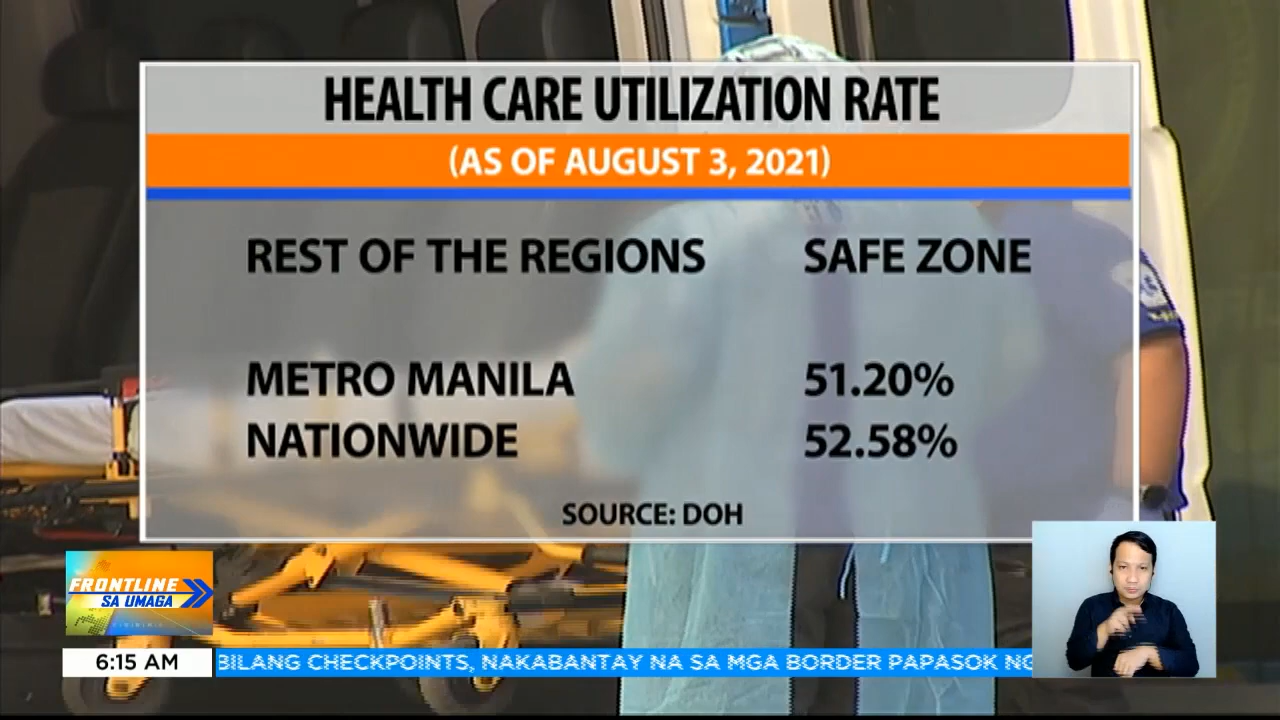 HEALTH CARE UTILIZATION RATE
(AS OF AUGUST 3, 2021)
REST OF THE REGIONS SAFE ZONE
METRO MANILA 51.20%
NATIONWIDE 52.58%
SOURCE: DOH
FRONTLINE
SA UMAGA
6:15 AM BILANG CHECKPOINTS, NAKABANTAY NA SA MGA BORDER PAPASOK NG